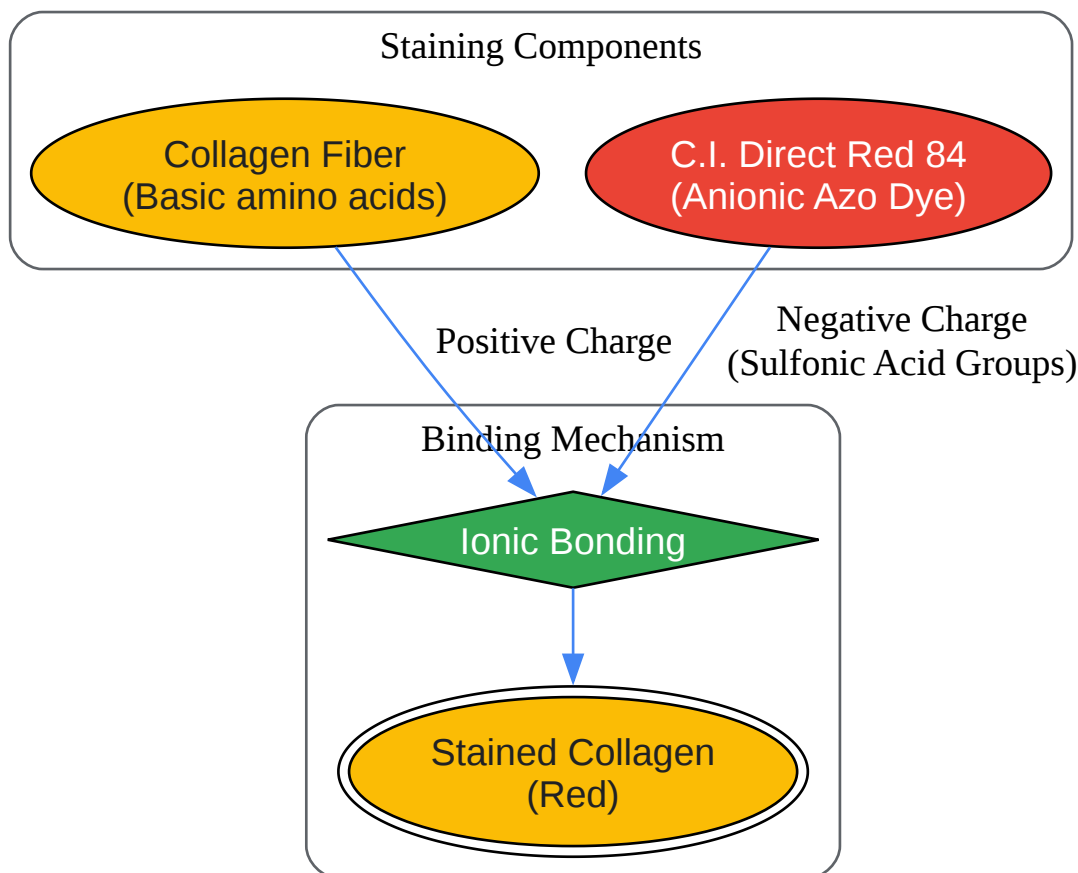 Staining Components
Collagen Fiber
(Basic amino acids)
C.I. Direct Red 84
(Anionic Azo Dye)
Positive Charge
Negative Charge
(Sulfonic Acid Groups)
Binding Mechanism
Ionic Bonding
Stained Collagen
(Red)